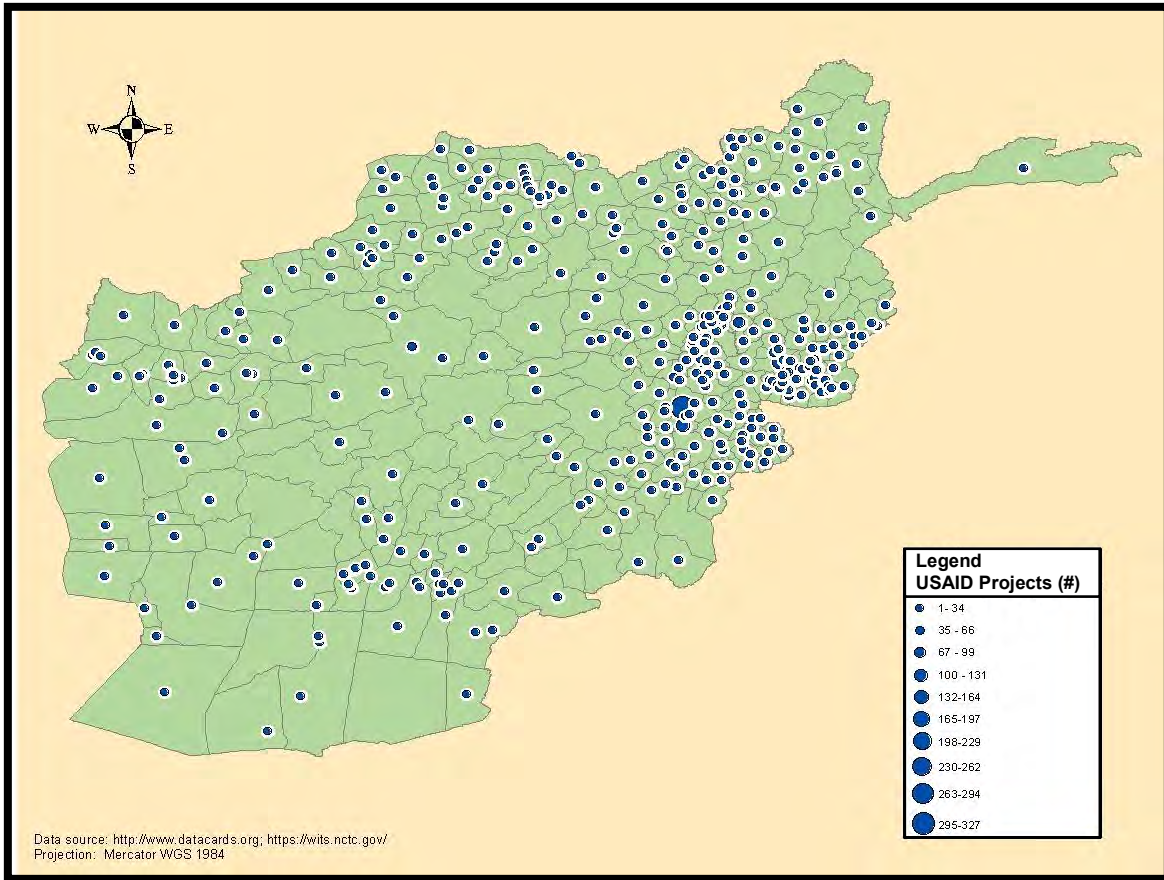 N
W E
S
Legend
USAID Projects (#)
1- 34
35 - 66
67 - 99
100 - 131
132-164
165-197
198-229
230-262
263-294
295-327
Data source: http://www.datacards.org; https://wits.nctc.gov/
Projection: Mercator WGS 1984